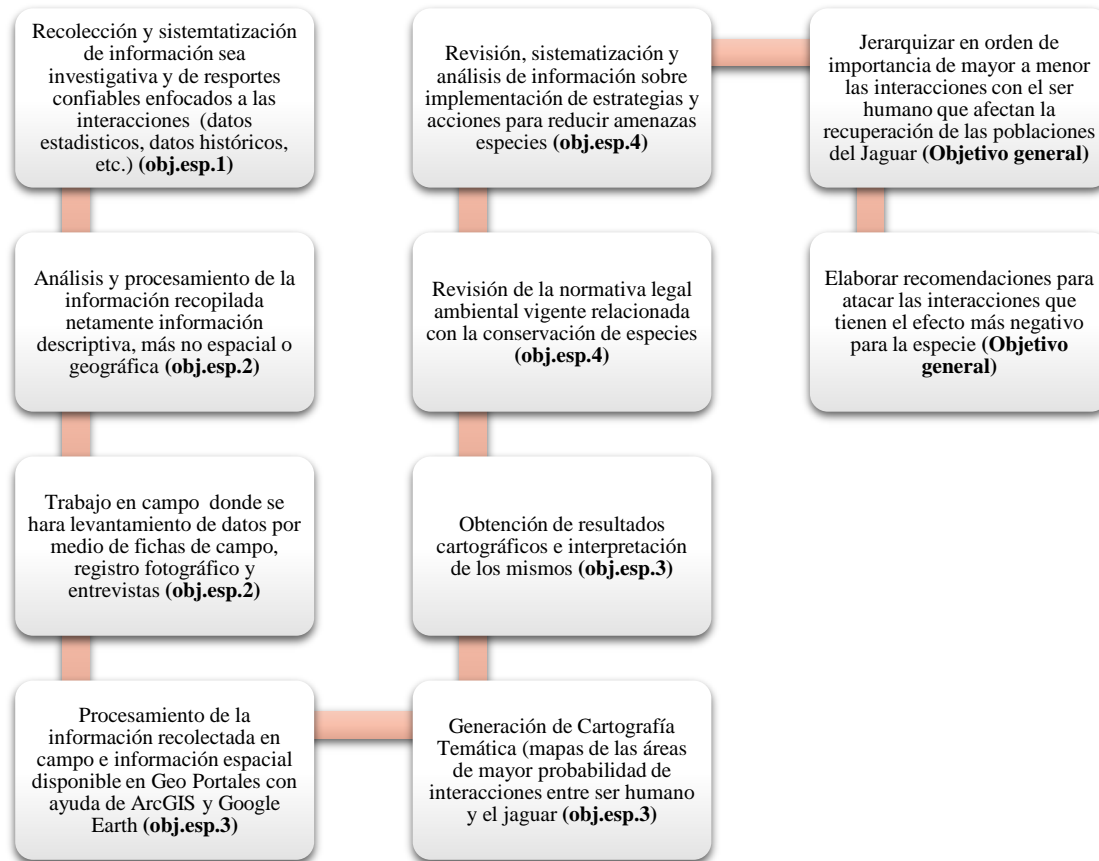 Recolección y sistemtatización
de información sea
investigativa y de resportes
confiables enfocados a las
interacciones (datos
estadisticos, datos históricos,
etc.) (obj.esp.1)
Análisis y procesamiento de la
información recopilada
netamente información
descriptiva, más no espacial o
geográfica (obj.esp.2)
Trabajo en campo donde se
hara levantamiento de datos por
medio de fichas de campo,
registro fotográfico y
entrevistas (obj.esp.2)
Procesamiento de la
información recolectada en
campo e información espacial
disponible en Geo Portales con
ayuda de ArcGIS y Google
Earth (obj.esp.3)
Generación de Cartografía
Temática (mapas de las áreas
de mayor probabilidad de
interacciones entre ser humano
y el jaguar (obj.esp.3)
Obtención de resultados
cartográficos e interpretación
de los mismos (obj.esp.3)
Revisión de la normativa legal
ambiental vigente relacionada
con la conservación de especies
(obj.esp.4)
Revisión, sistematización y
análisis de información sobre
implementación de estrategias y
acciones para reducir amenazas
especies (obj.esp.4)
Jerarquizar en orden de
importancia de mayor a menor
las interacciones con el ser
humano que afectan la
recuperación de las poblaciones
del Jaguar (Objetivo general)
Elaborar recomendaciones para
atacar las interacciones que
tienen el efecto más negativo
para la especie (Objetivo
general)